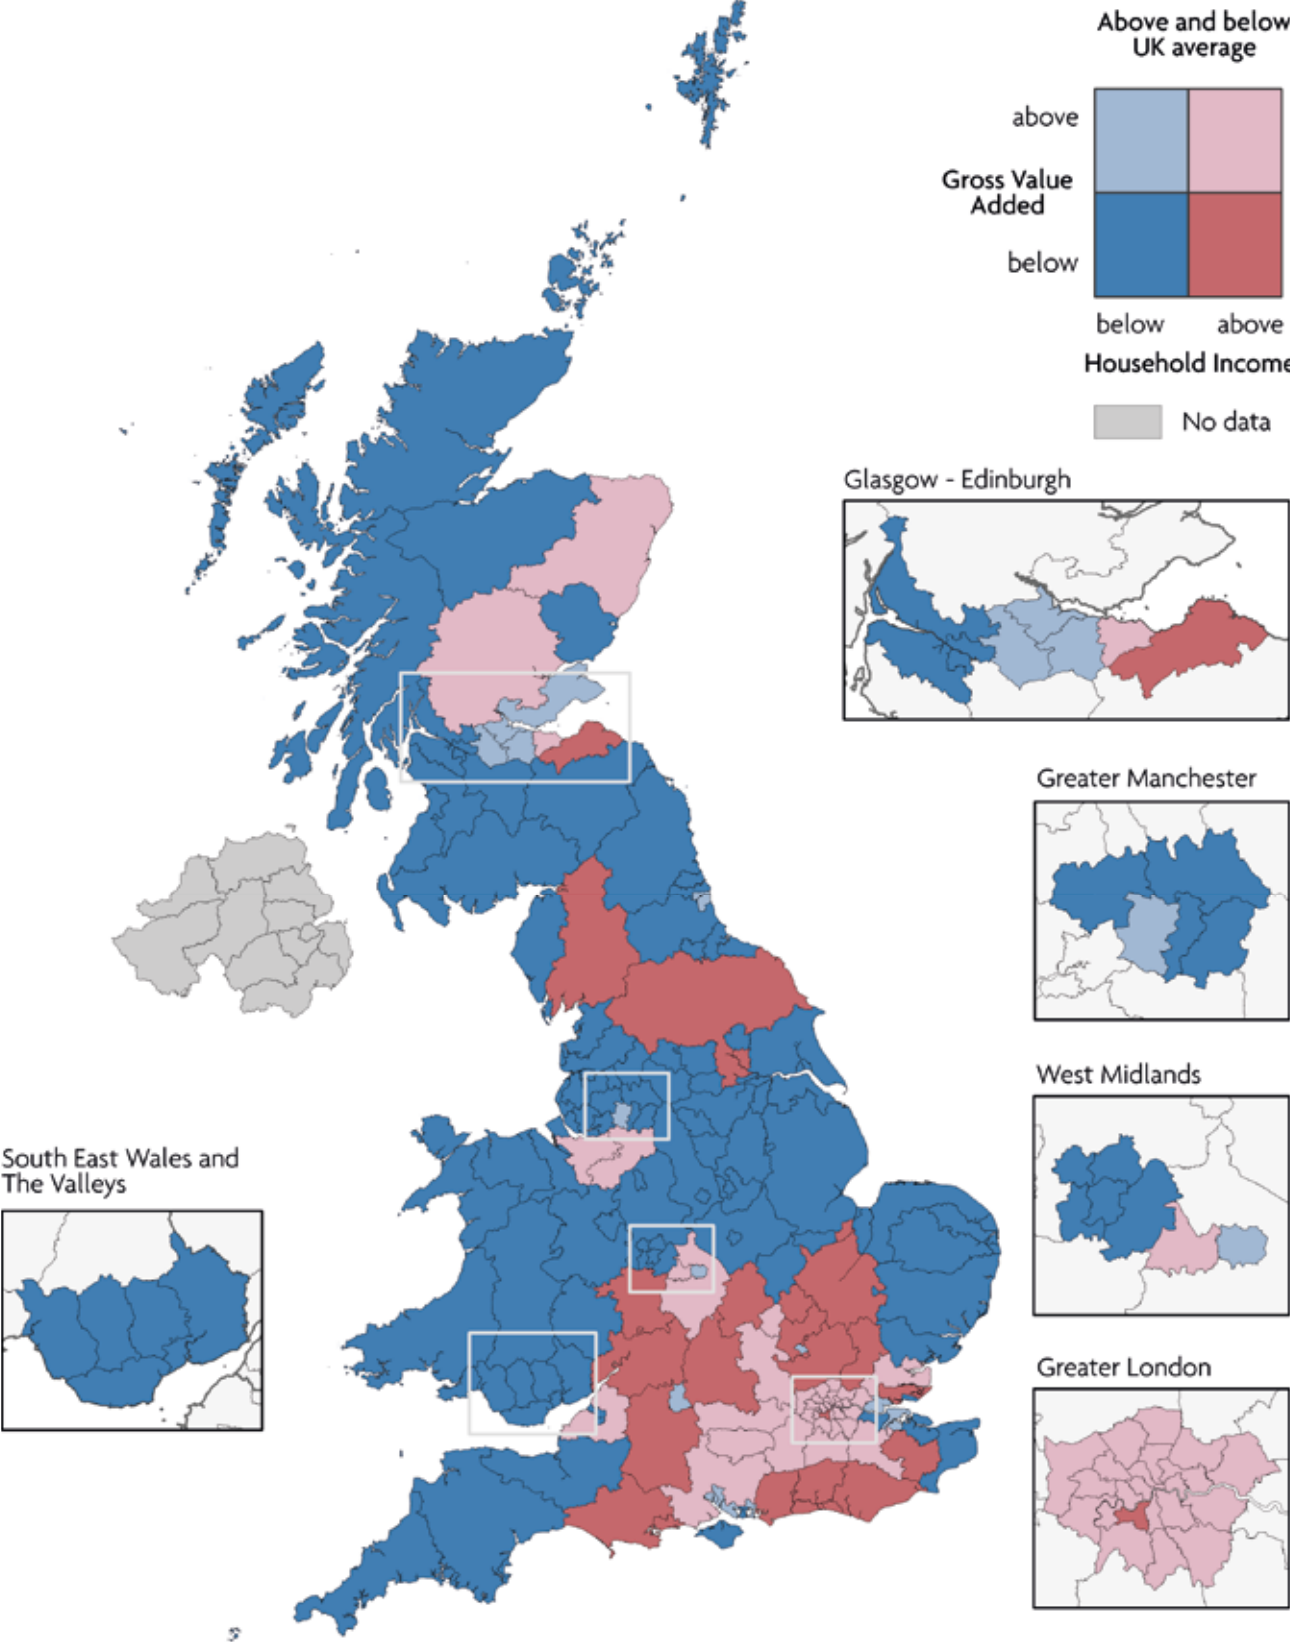 Above and below
UK average
above
Gross Value
Added
below
below above
Household Income
No data
Glasgow - Edinburgh
Greater Manchester
West Midlands
South East Wales and
The Valleys
Greater London